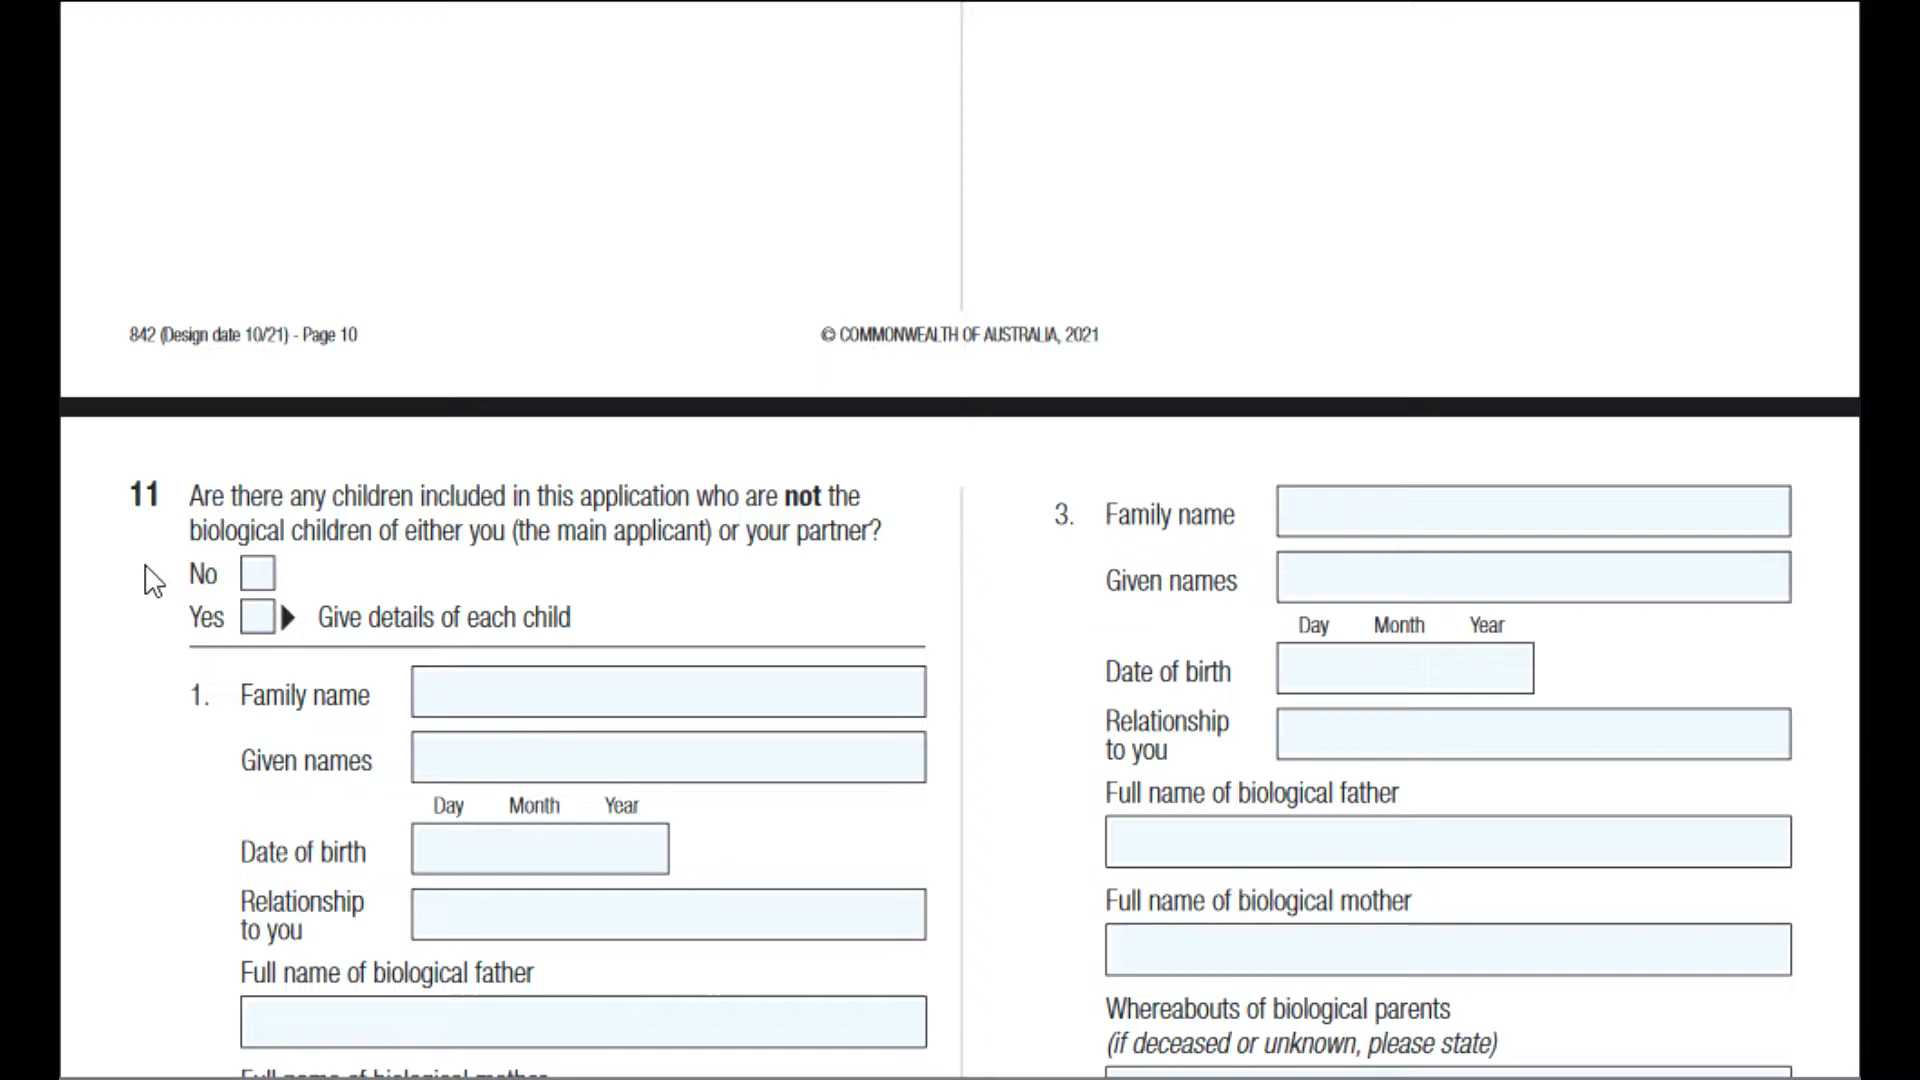 842 (Design date 10/21) - Page 10
© COMMONWEALTH OF AUSTRALIA, 2021
11 Are there any children included in this application who are not the
biological children of either you (the main applicant) or your partner?
No
Yes Give details of each child
1. Family name
Given names
Day Month Year
Date of birth
Relationship
to you
Full name of biological father
Full name of biological mother
3. Family name
Given names
Day Month Year
Date of birth
Relationship
to you
Full name of biological father
Full name of biological mother
Whereabouts of biological parents
(if deceased or unknown, please state)